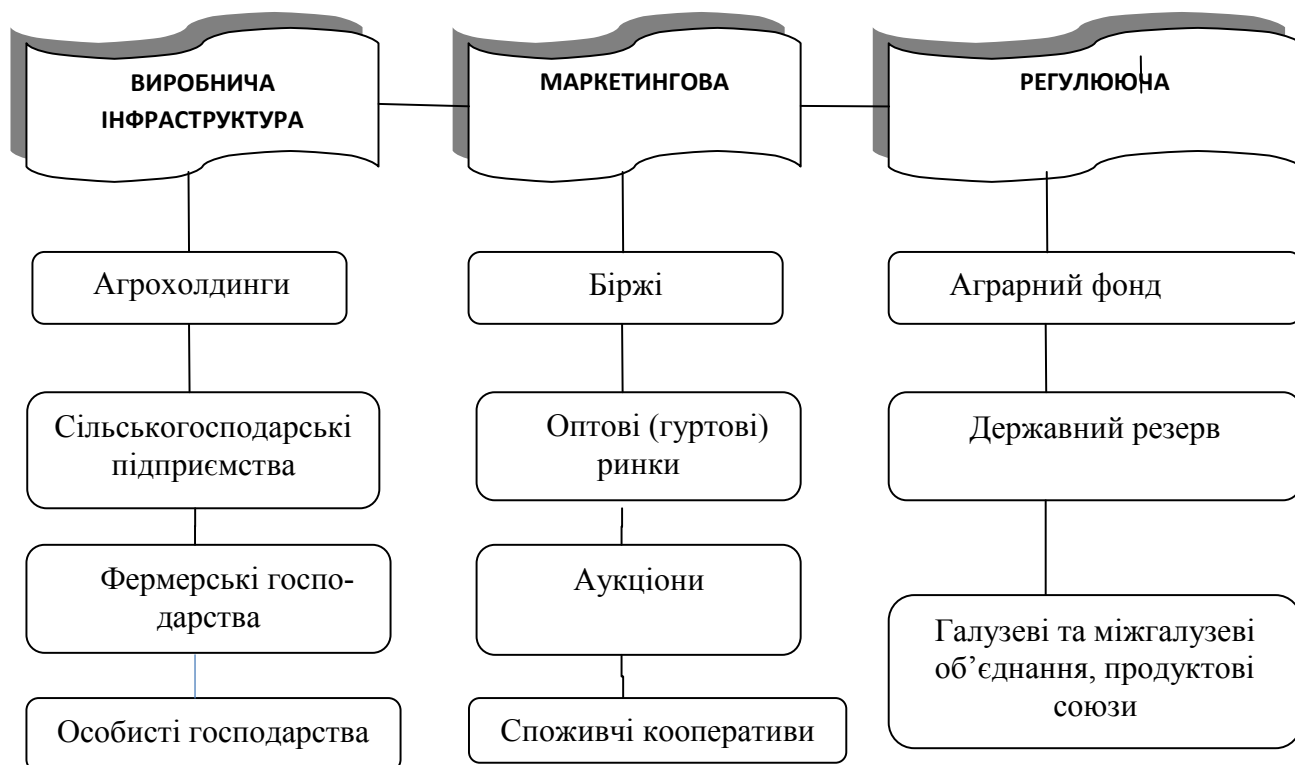 ВИРОБНИЧА
ІНФРАСТРУКТУРА
МАРКЕТИНГОВА
РЕГУЛЮЮЧА
Агрохолдинги
Біржі
Аграрний фонд
Сільськогосподарські
підприємства
Оптові (гуртові)
ринки
Державний резерв
Фермерські госпо-
дарства
Аукціони
Галузеві та міжгалузеві
об’єднання, продуктові
союзи
Особисті господарства
Споживчі кооперативи